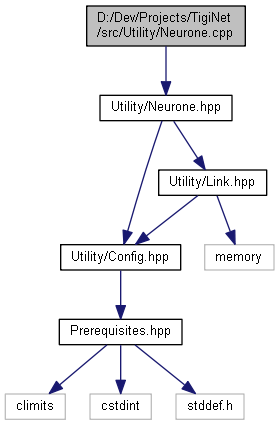 D:/Dev/Projects/TigiNet
/src/Utility/Neurone.cpp
Utility/Neurone.hpp
Utility/Link.hpp
Utility/Config.hpp
memory
Prerequisites.hpp
climits
cstdint
stddef.h